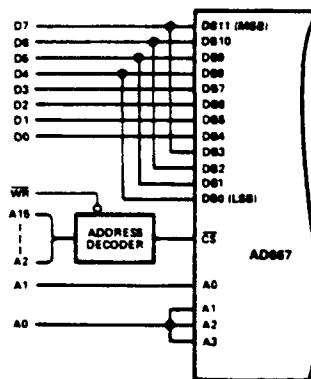 D7 DB11 (MSB)
D6 DB10
D5 DB9
D4 DB8
D3 DB7
D2 DB6
D1 DB5
D0 DB4
DB3
DB2
DB1
DB0 (LSB)
WR
A15
ADDRESS
DECODER
CS
AD667
A2
A1 A0
A1
A0 A2
A3